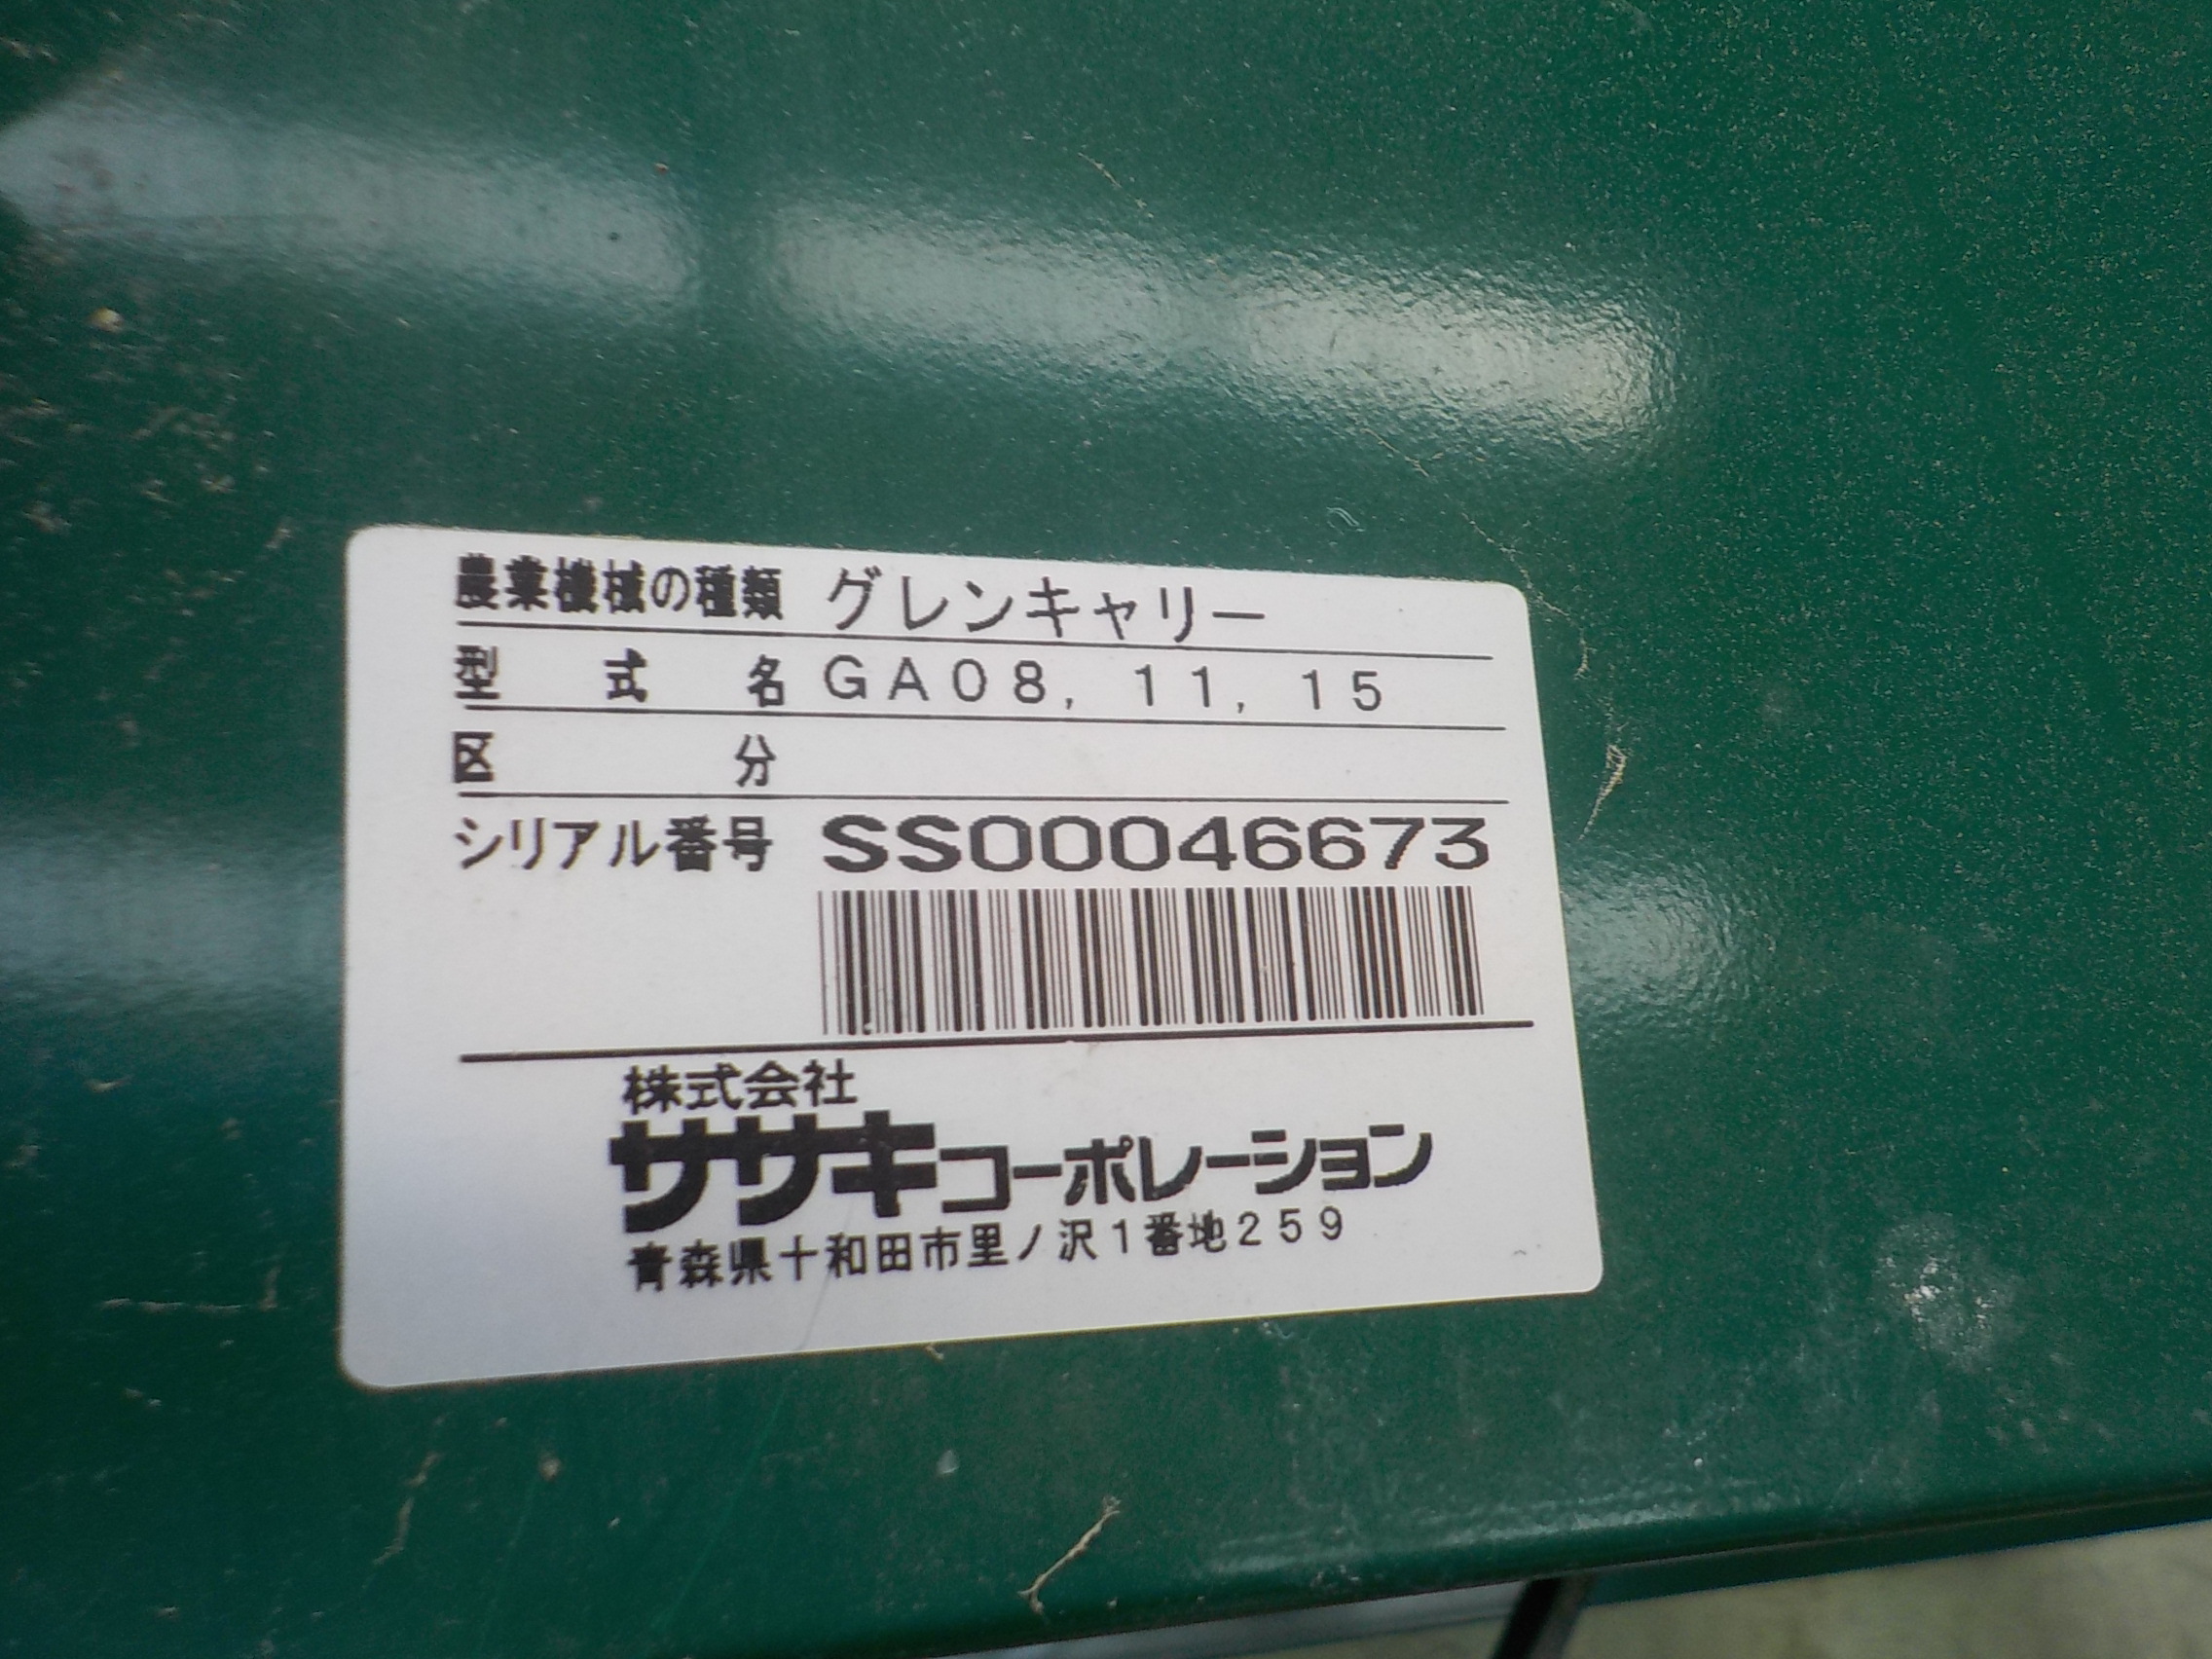 農業機械の種類 グレンキャリー
型式名 GA08, 11, 15
区分
シリアル番号 SS00046673
株式会社
ササキコーポレーション
青森県十和田市里ノ沢1番地259